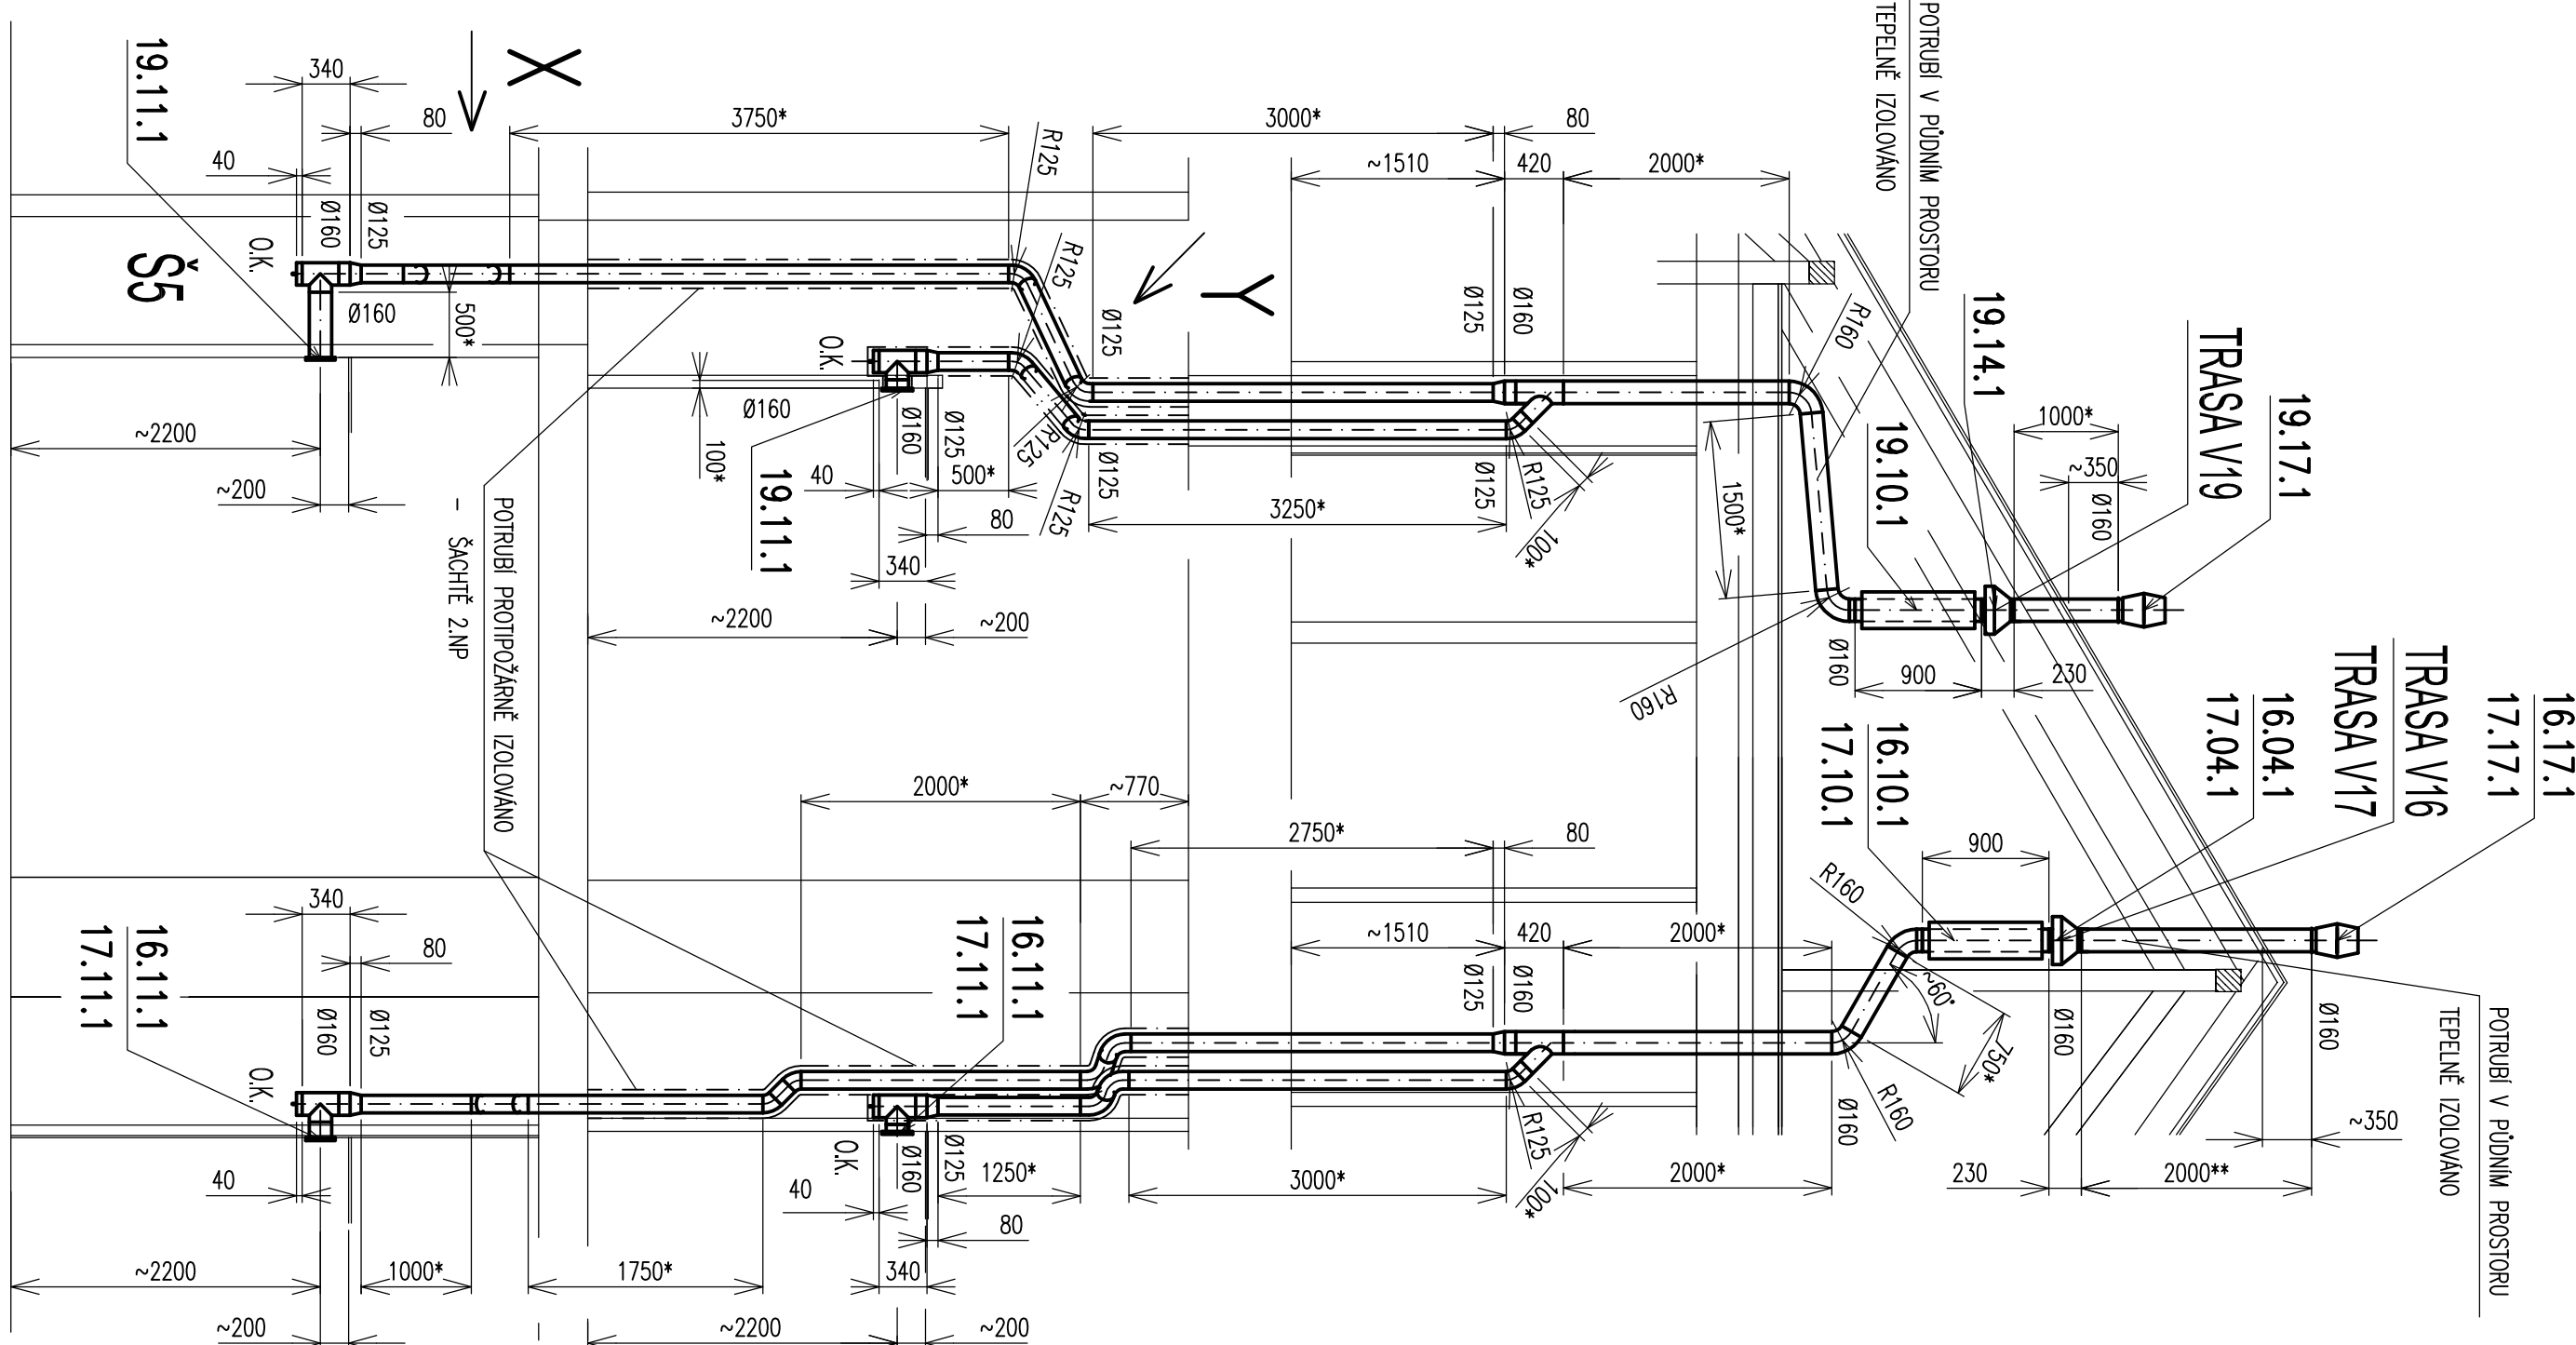 POTRUBÍ V PŮDNÍM PROSTORU
TEPELNĚ IZOLOVÁNO
19.11.1
340
X
80
3750*
R125
3000*
80
40
~1510
420
2000*
Ø160
Ø125
O.K.
Š5
Ø160
500*
R125
Y
Ø125
Ø125
Ø160
R160
19.14.1
TRASA V19
19.17.1
O.K.
Ø160
100*
Ø160
Ø125
R125
Ø125
19.10.1
1000*
~350
Ø160
~2200
~200
19.11.1
40
500*
80
R125
3250*
Ø125
R125
100*
1500*
POTRUBÍ PROTIPOŽÁRNĚ IZOLOVÁNO
- ŠACHTĚ 2.NP
340
~2200
~200
R160
Ø160
900
230
TRASA V16
TRASA V17
16.04.1
17.04.1
16.17.1
17.17.1
16.10.1
17.10.1
2000*
~770
2750*
80
900
R160
340
16.11.1
17.11.1
80
16.11.1
17.11.1
~1510
420
2000*
Ø160
Ø125
O.K.
Ø125
Ø160
~60°
750*
Ø160
Ø160
POTRUBÍ V PŮDNÍM PROSTORU
TEPELNĚ IZOLOVÁNO
R160
Ø160
~350
O.K.
Ø160
Ø125
R125
100*
40
1250*
40
3000*
2000*
230
2000**
80
~2200
1000*
1750*
340
~200
~2200
~200